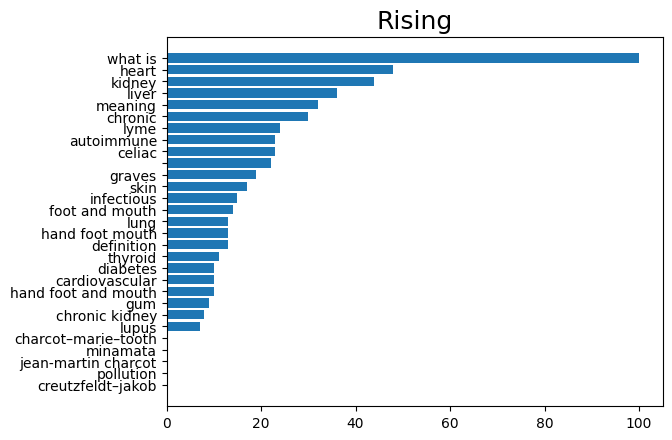 Rising
what is
heart
kidney
liver
meaning
chronic
lyme
autoimmune
celiac
graves
skin
infectious
foot and mouth
lung
hand foot mouth
definition
thyroid
diabetes
cardiovascular
hand foot and mouth
gum
chronic kidney
lupus
charcot–marie–tooth
minamata
jean-martin charcot
pollution
creutzfeldt–jakob
0 20 40 60 80 100